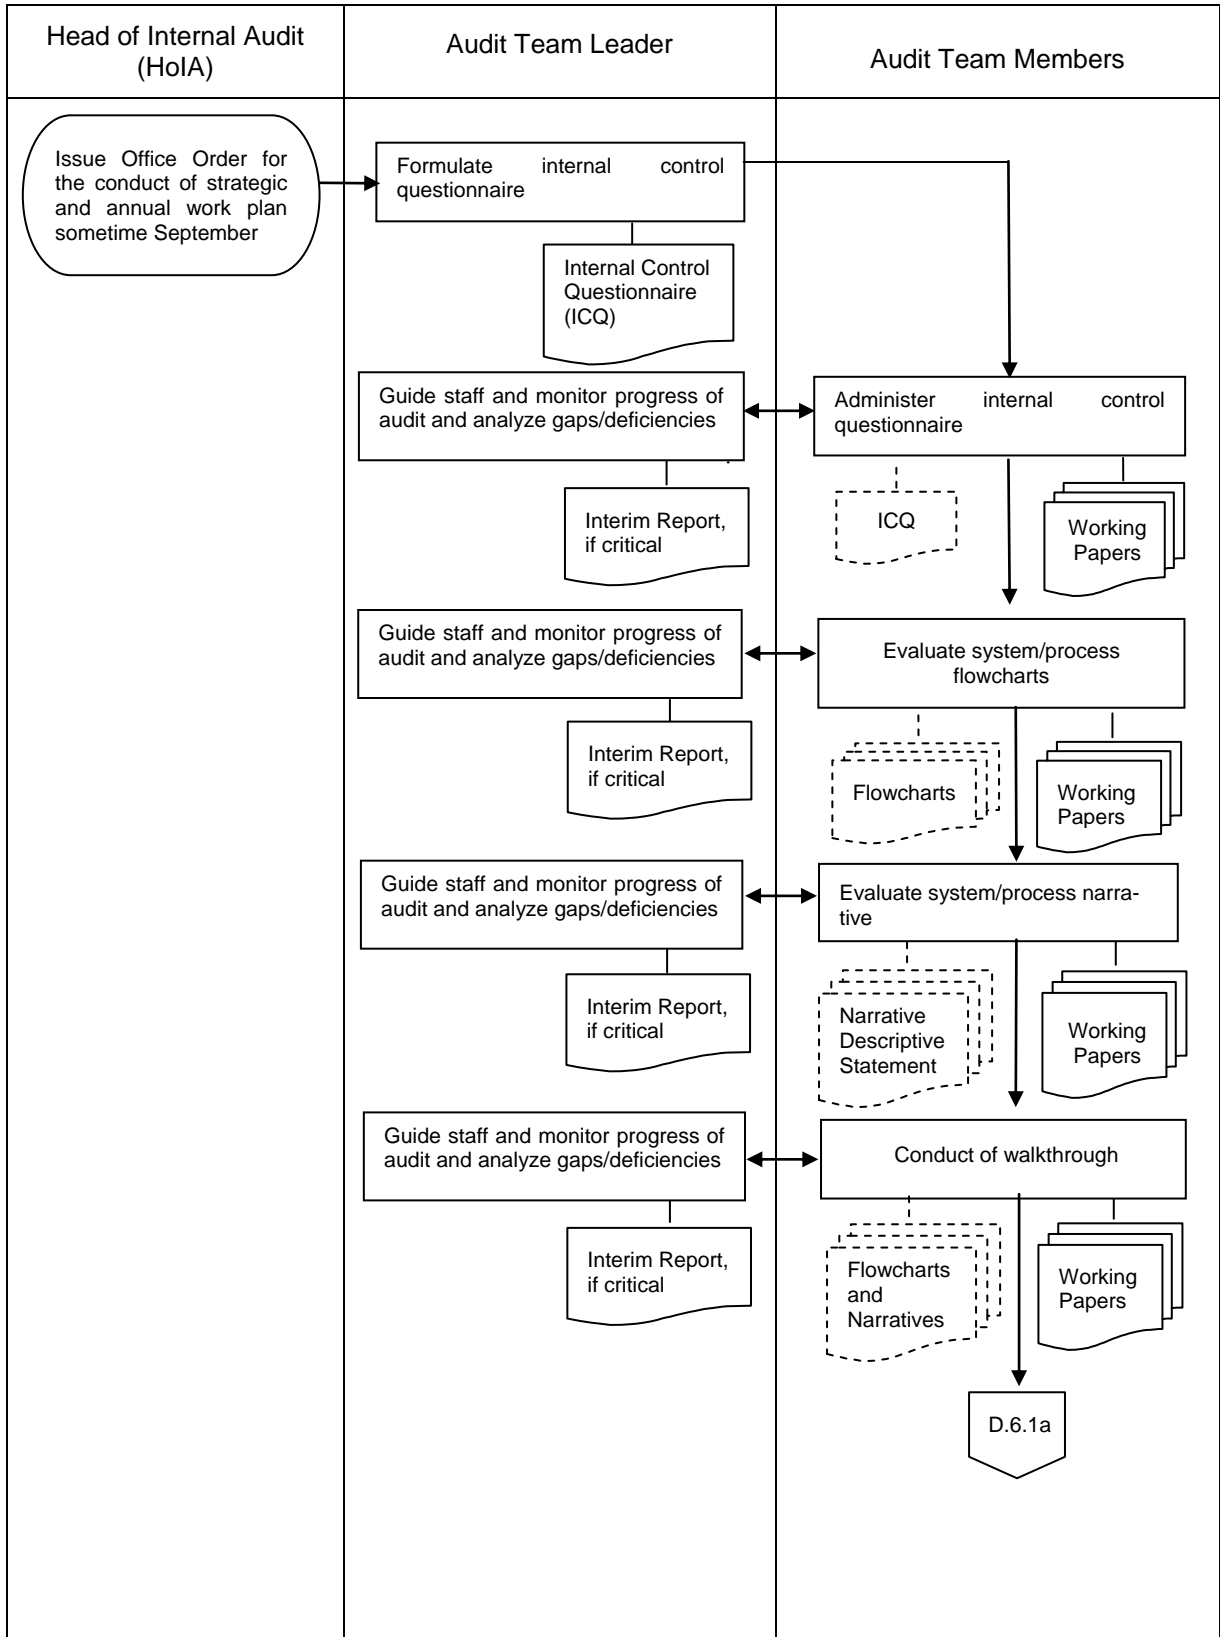 Head of Internal Audit
(HoIA)
Audit Team Leader
Audit Team Members
Issue Office Order for
the conduct of strategic
and annual work plan
sometime September
Formulate internal control
questionnaire
Internal Control
Questionnaire
(ICQ)
Guide staff and monitor progress of
audit and analyze gaps/deficiencies
Administer internal control
questionnaire
Interim Report,
if critical
ICQ
Working
Papers
Guide staff and monitor progress of
audit and analyze gaps/deficiencies
Evaluate system/process
flowcharts
Interim Report,
if critical
Flowcharts
Working
Papers
Guide staff and monitor progress of
audit and analyze gaps/deficiencies
Evaluate system/process narra-
tive
Interim Report,
if critical
Narrative
Descriptive
Statement
Working
Papers
Guide staff and monitor progress of
audit and analyze gaps/deficiencies
Conduct of walkthrough
Interim Report,
if critical
Flowcharts
and
Narratives
Working
Papers
D.6.1a